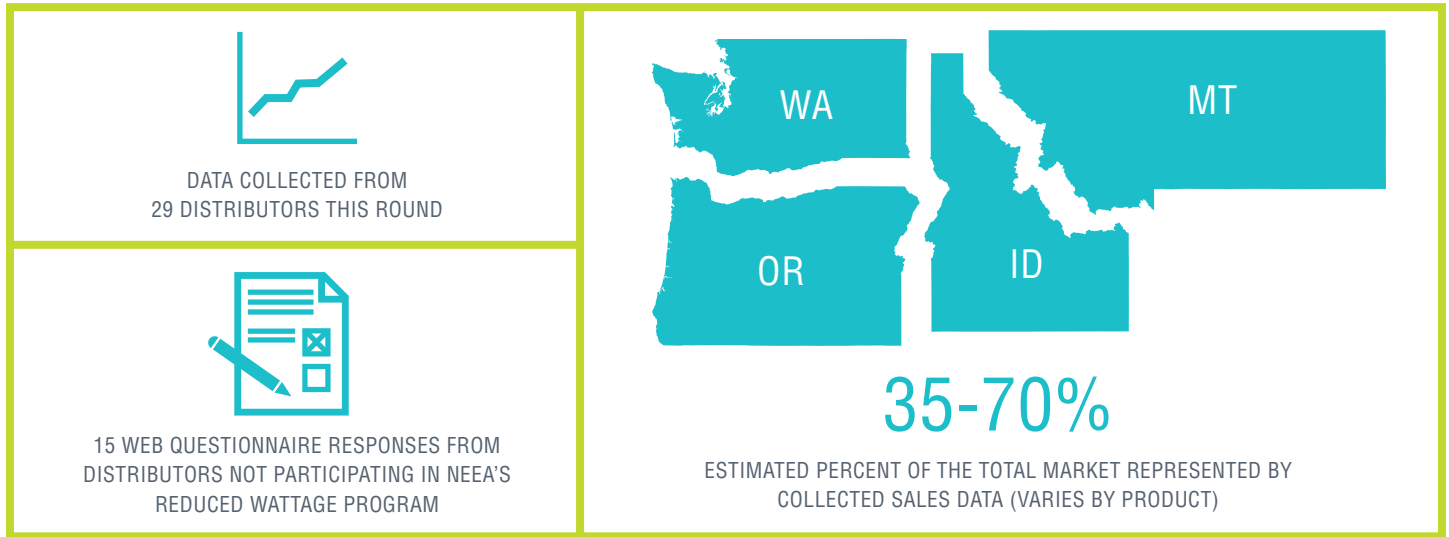 DATA COLLECTED FROM
29 DISTRIBUTORS THIS ROUND
15 WEB QUESTIONNAIRE RESPONSES FROM
DISTRIBUTORS NOT PARTICIPATING IN NEEA'S
REDUCED WATTAGE PROGRAM
WA
MT
OR
ID
35-70%
ESTIMATED PERCENT OF THE TOTAL MARKET REPRESENTED BY
COLLECTED SALES DATA (VARIES BY PRODUCT)